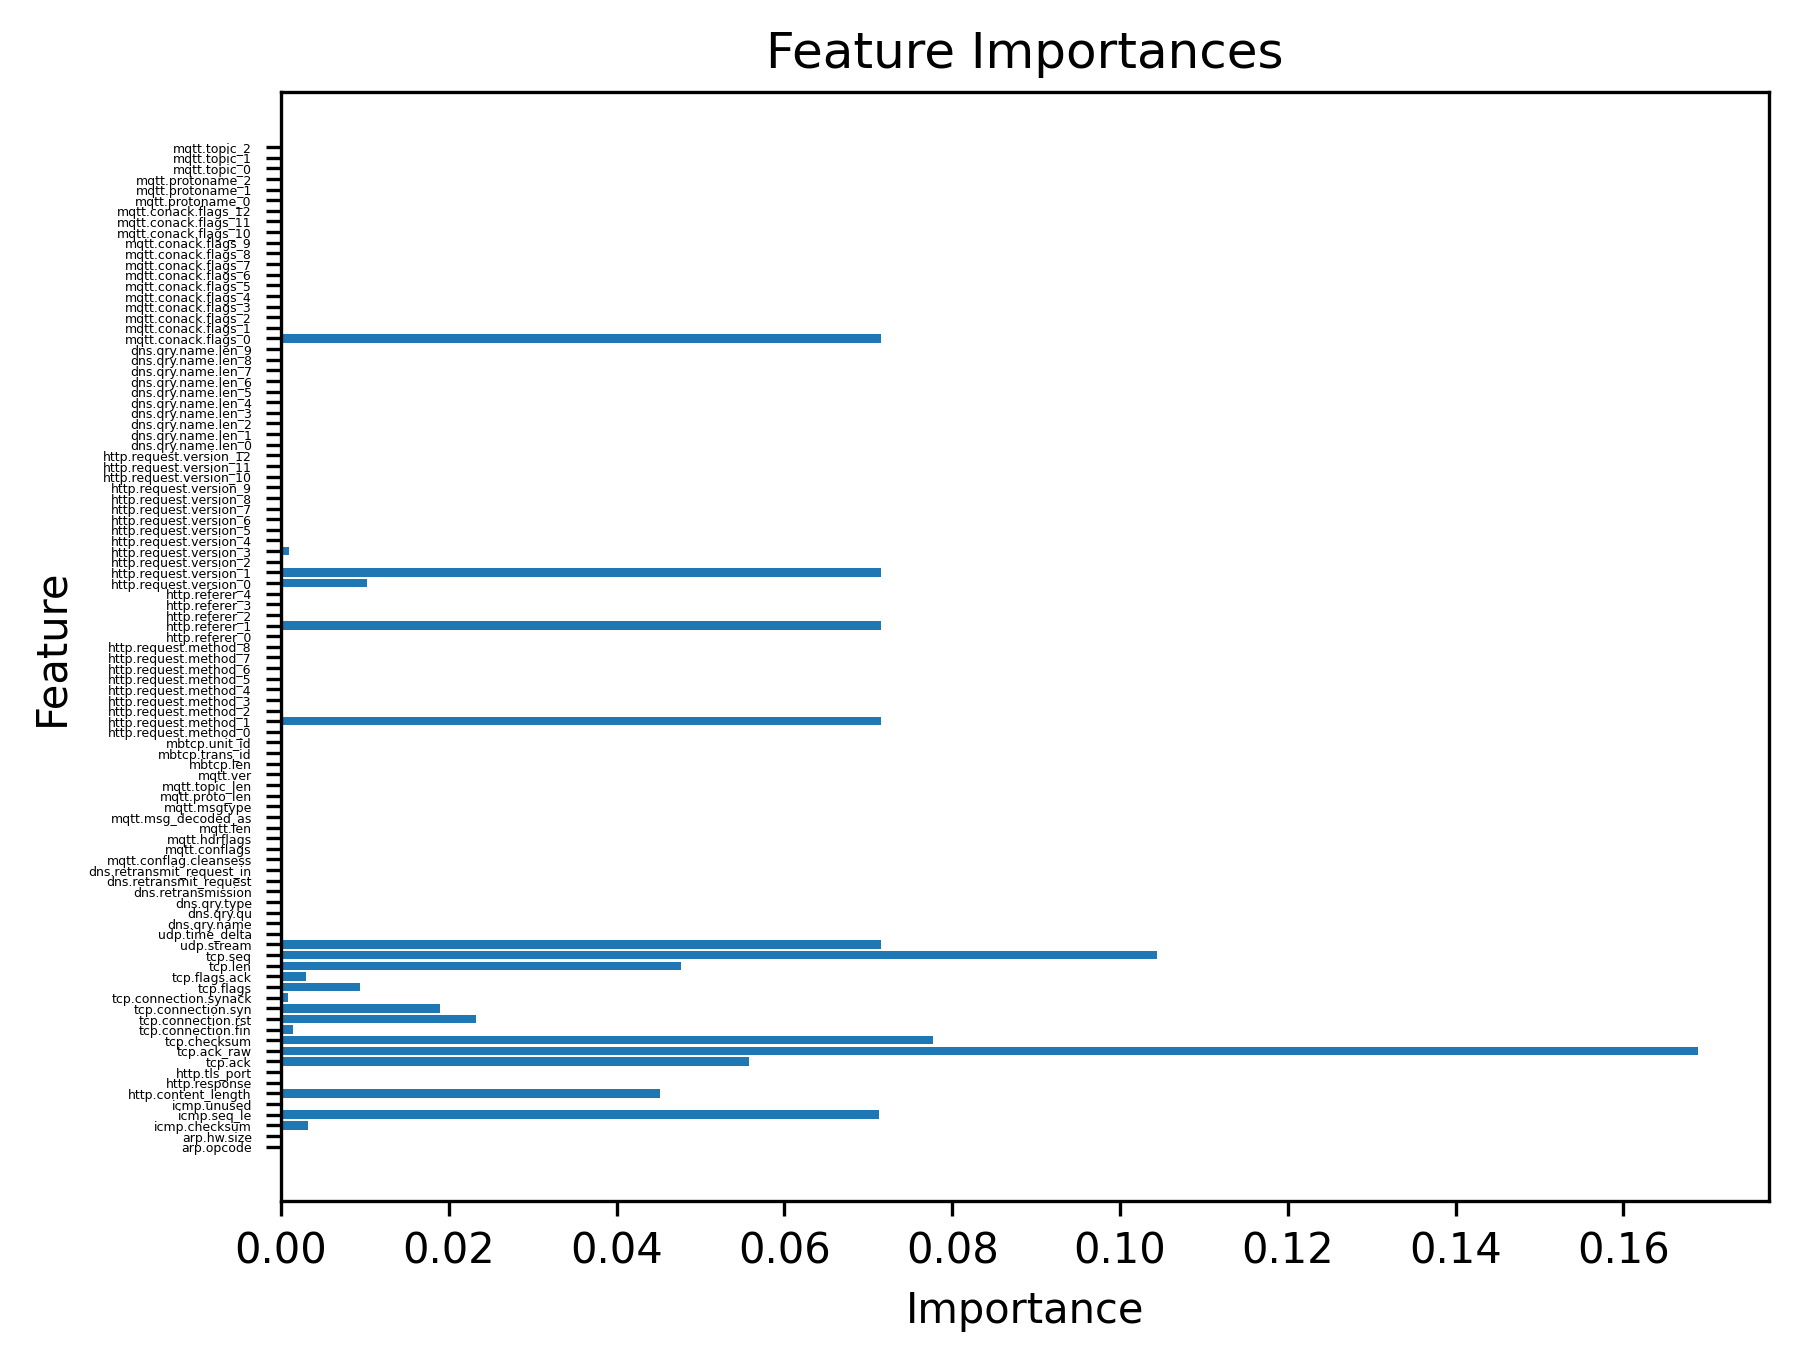 Feature Importances
mqtt.topic_2
mqtt.topic_1
mqtt.topic_0
mqtt.protoname_2
mqtt.protoname_1
mqtt.protoname_0
mqtt.conack.flags_12
mqtt.conack.flags_11
mqtt.conack.flags_10
mqtt.conack.flags_9
mqtt.conack.flags_8
mqtt.conack.flags_7
mqtt.conack.flags_6
mqtt.conack.flags_5
mqtt.conack.flags_4
mqtt.conack.flags_3
mqtt.conack.flags_2
mqtt.conack.flags_1
mqtt.conack.flags_0
dns.qry.name.len_9
dns.qry.name.len_8
dns.qry.name.len_7
dns.qry.name.len_6
dns.qry.name.len_5
dns.qry.name.len_4
dns.qry.name.len_3
dns.qry.name.len_2
dns.qry.name.len_1
dns.qry.name.len_0
http.request.version_12
http.request.version_11
http.request.version_10
http.request.version_9
http.request.version_8
http.request.version_7
http.request.version_6
http.request.version_5
http.request.version_4
http.request.version_3
http.request.version_2
http.request.version_1
http.request.version_0
http.referer_4
http.referer_3
http.referer_2
http.referer_1
http.referer_0
http.request.method_8
http.request.method_7
http.request.method_6
http.request.method_5
http.request.method_4
http.request.method_3
http.request.method_2
http.request.method_1
http.request.method_0
mbtcp.unit_id
mbtcp.trans_id
mbtcp.len
mqtt.ver
mqtt.topic_len
mqtt.proto_len
mqtt.msgtype
mqtt.msg_decoded_as
mqtt.len
mqtt.hdrflags
mqtt.conflags
mqtt.conflag.cleansess
dns.retransmit_request_in
dns.retransmit_request
dns.retransmission
dns.qry.type
dns.qry.qu
dns.qry.name
udp.time_delta
udp.stream
tcp.seq
tcp.len
tcp.flags.ack
tcp.flags
tcp.connection.synack
tcp.connection.syn
tcp.connection.rst
tcp.connection.fin
tcp.checksum
tcp.ack_raw
tcp.ack
http.tls_port
http.response
http.content_length
icmp.unused
icmp.seq_le
icmp.checksum
arp.hw.size
arp.opcode
Feature
0.00 0.02 0.04 0.06 0.08 0.10 0.12 0.14 0.16
Importance